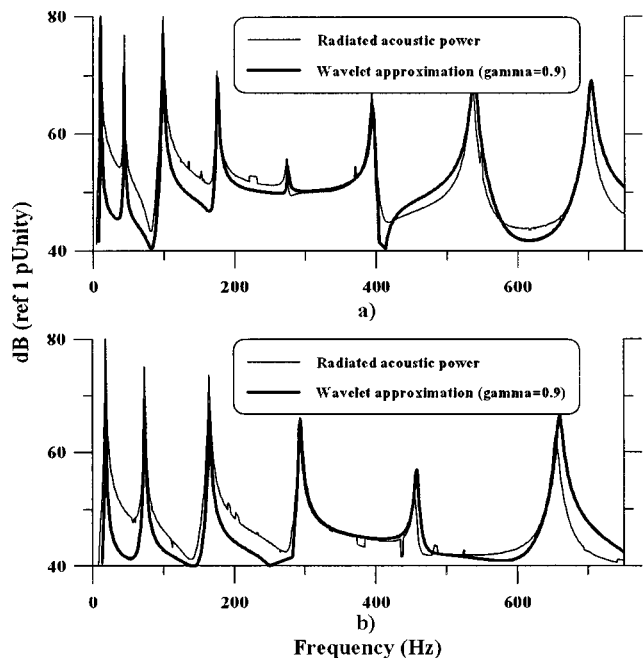 80
Radiated acoustic power
Wavelet approximation (gamma=0.9)
60
40
0 200 400 600
a)
dB (ref 1 pUnity)
80
Radiated acoustic power
Wavelet approximation (gamma=0.9)
60
40
0 200 400 600
b)
Frequency (Hz)